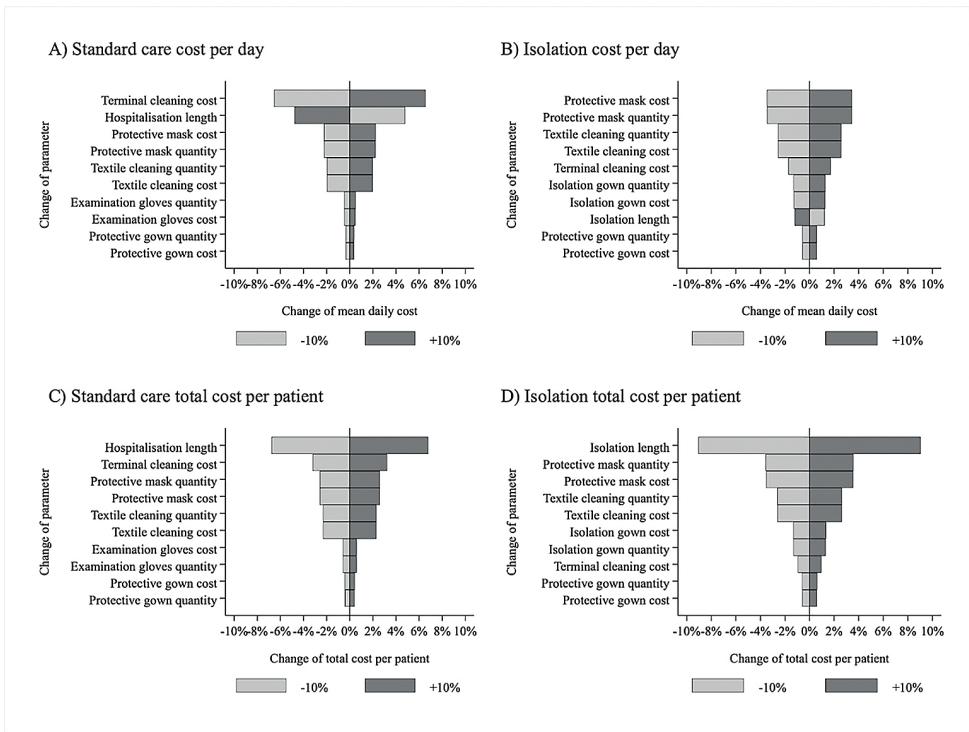 A) Standard care cost per day
Change of parameter
Terminal cleaning cost
Hospitalisation length
Protective mask cost
Protective mask quantity
Textile cleaning quantity
Textile cleaning cost
Examination gloves quantity
Examination gloves cost
Protective gown quantity
Protective gown cost
-10%-8% -6% -4% -2% 0% 2% 4% 6% 8% 10%
Change of mean daily cost
-10% +10%
B) Isolation cost per day
Change of parameter
Protective mask cost
Protective mask quantity
Textile cleaning quantity
Textile cleaning cost
Terminal cleaning cost
Isolation gown quantity
Isolation gown cost
Isolation length
Protective gown quantity
Protective gown cost
-10%-8% -6% -4% -2% 0% 2% 4% 6% 8% 10%
Change of mean daily cost
-10% +10%
C) Standard care total cost per patient
Change of parameter
Hospitalisation length
Terminal cleaning cost
Protective mask quantity
Protective mask cost
Textile cleaning quantity
Textile cleaning cost
Examination gloves cost
Examination gloves quantity
Protective gown cost
Protective gown quantity
-10%-8% -6% -4% -2% 0% 2% 4% 6% 8% 10%
Change of total cost per patient
-10% +10%
D) Isolation total cost per patient
Change of parameter
Isolation length
Protective mask quantity
Protective mask cost
Textile cleaning quantity
Textile cleaning cost
Isolation gown cost
Isolation gown quantity
Terminal cleaning cost
Protective gown quantity
Protective gown cost
-10%-8% -6% -4% -2% 0% 2% 4% 6% 8% 10%
Change of total cost per patient
-10% +10%